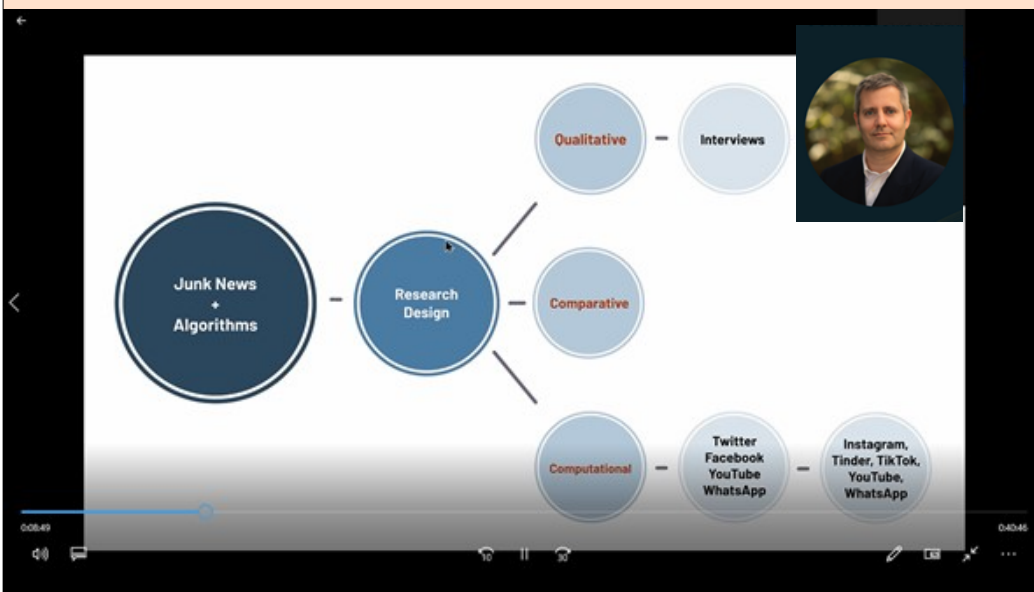 Junk News
+
Algorithms
Research
Design
Qualitative
Interviews
Comparative
Computational
Twitter
Facebook
YouTube
WhatsApp
Instagram,
Tinder, TikTok,
YouTube,
WhatsApp
0:08:49
0:40:46
10
30